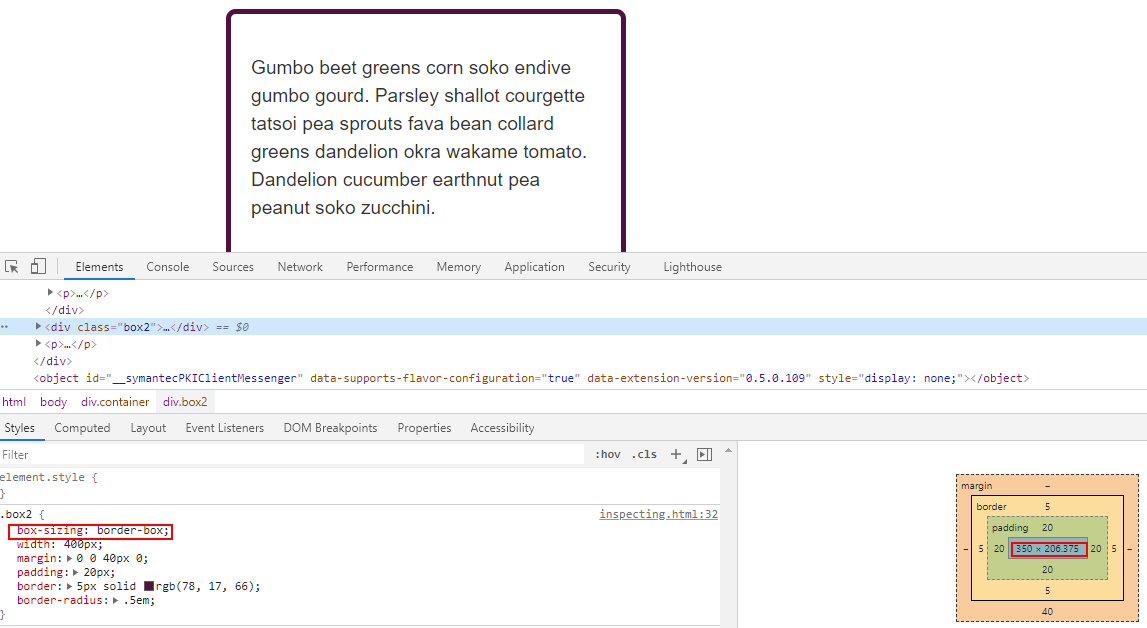 Gumbo beet greens corn soko endive
gumbo gourd. Parsley shallot courgette
tatsoi pea sprouts fava bean collard
greens dandelion okra wakame tomato.
Dandelion cucumber earthnut pea
peanut soko zucchini.
Elements Console Sources Network Performance Memory Application Security Lighthouse
▶<p>…</p>
</div>
▶<div class="box2">…</div> == $0
▶<p>…</p>
</div>
<object id="__symantecPKIClientMessenger" data-supports-flavor-configuration="true" data-extension-version="0.5.0.109" style="display: none;"></object>
html body div.container div.box2
Styles Computed Layout Event Listeners DOM Breakpoints Properties Accessibility
Filter :hov .cls +
element.style {
}
.box2 { inspecting.html:32
box-sizing: border-box;
width: 400px;
margin:▶0 0 40px 0;
padding:▶20px;
border:▶5px solid rgb(78, 17, 66);
border-radius:▶.5em;
}
margin –
border 5
padding 20
– 5 20 350 × 206.375 20 5 –
20
5
40